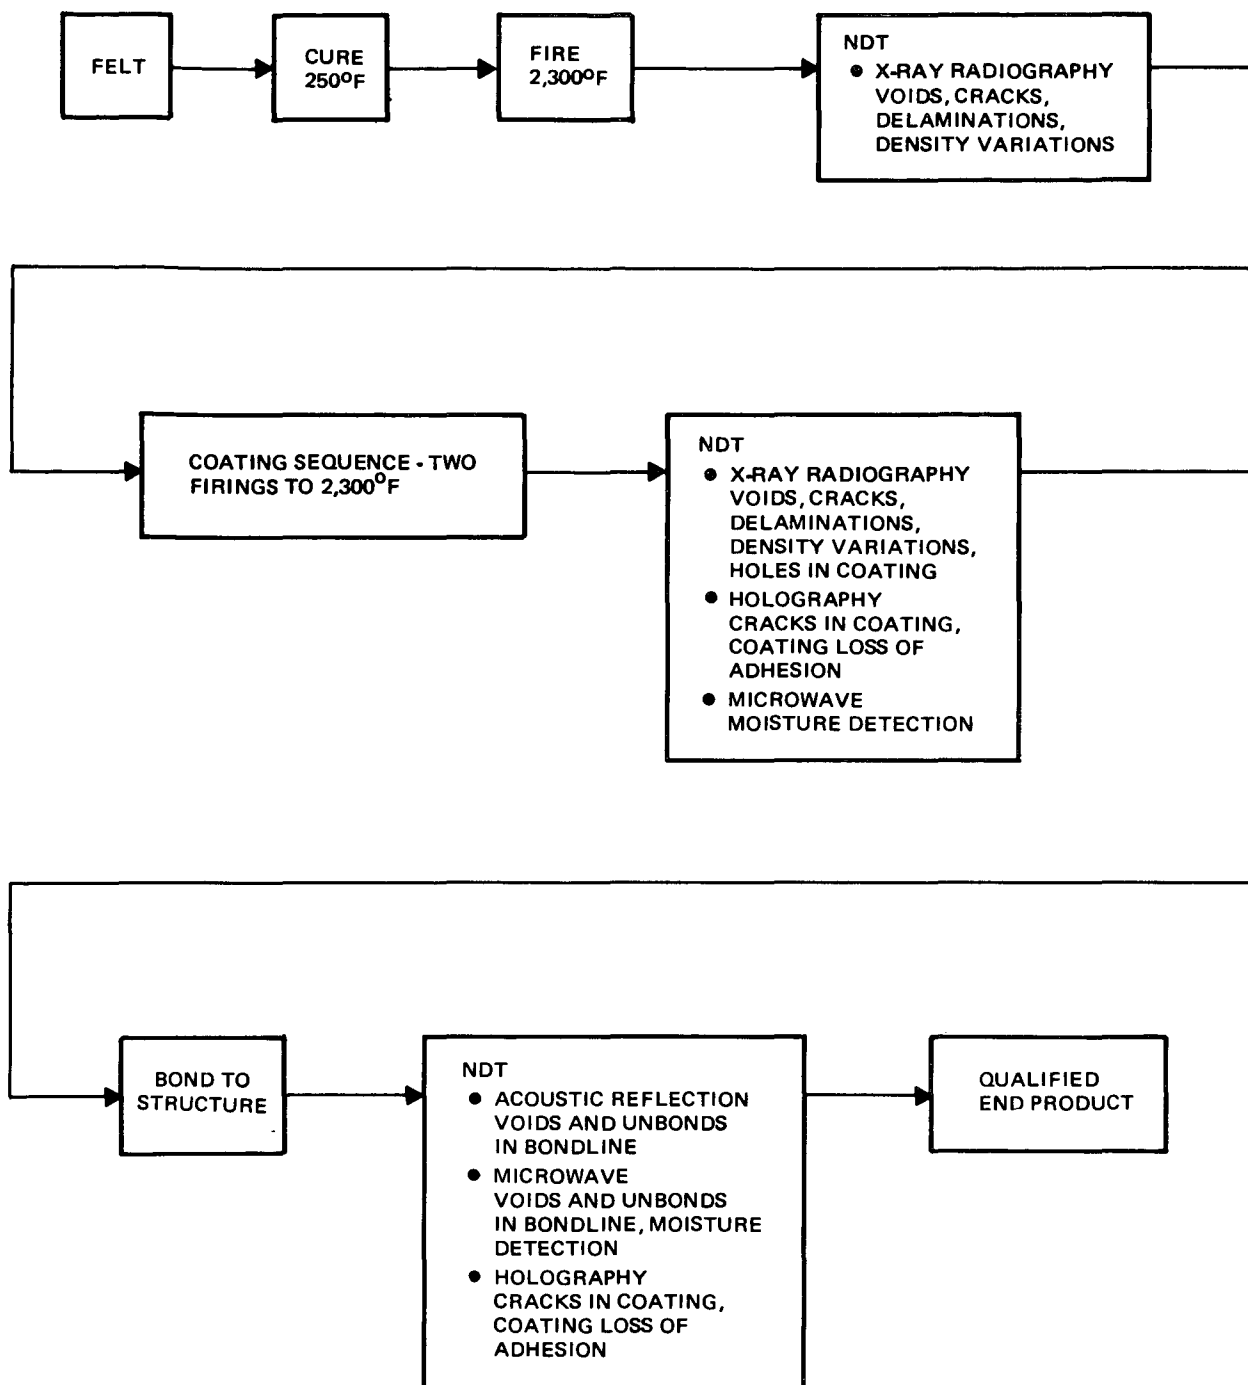 FELT
CURE
250°F
FIRE
2,300°F
NDT
● X-RAY RADIOGRAPHY
VOIDS, CRACKS,
DELAMINATIONS,
DENSITY VARIATIONS
COATING SEQUENCE - TWO
FIRINGS TO 2,300°F
NDT
● X-RAY RADIOGRAPHY
VOIDS, CRACKS,
DELAMINATIONS,
DENSITY VARIATIONS,
HOLES IN COATING
● HOLOGRAPHY
CRACKS IN COATING,
COATING LOSS OF
ADHESION
● MICROWAVE
MOISTURE DETECTION
BOND TO
STRUCTURE
NDT
● ACOUSTIC REFLECTION
VOIDS AND UNBONDS
IN BONDLINE
● MICROWAVE
VOIDS AND UNBONDS
IN BONDLINE, MOISTURE
DETECTION
● HOLOGRAPHY
CRACKS IN COATING,
COATING LOSS OF
ADHESION
QUALIFIED
END PRODUCT